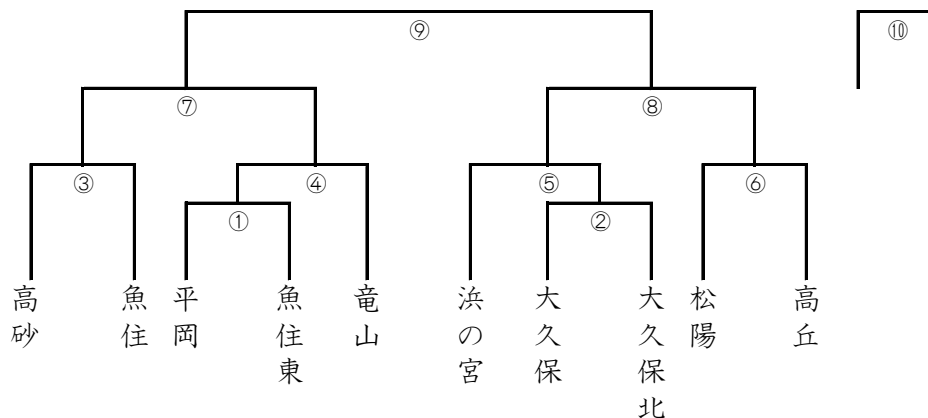 ⑨
⑩
⑦
⑧
③
④
⑤
⑥
①
②
高砂
魚住
平岡
魚住東
竜山
浜の宮
大久保
大久保北
松陽
高丘